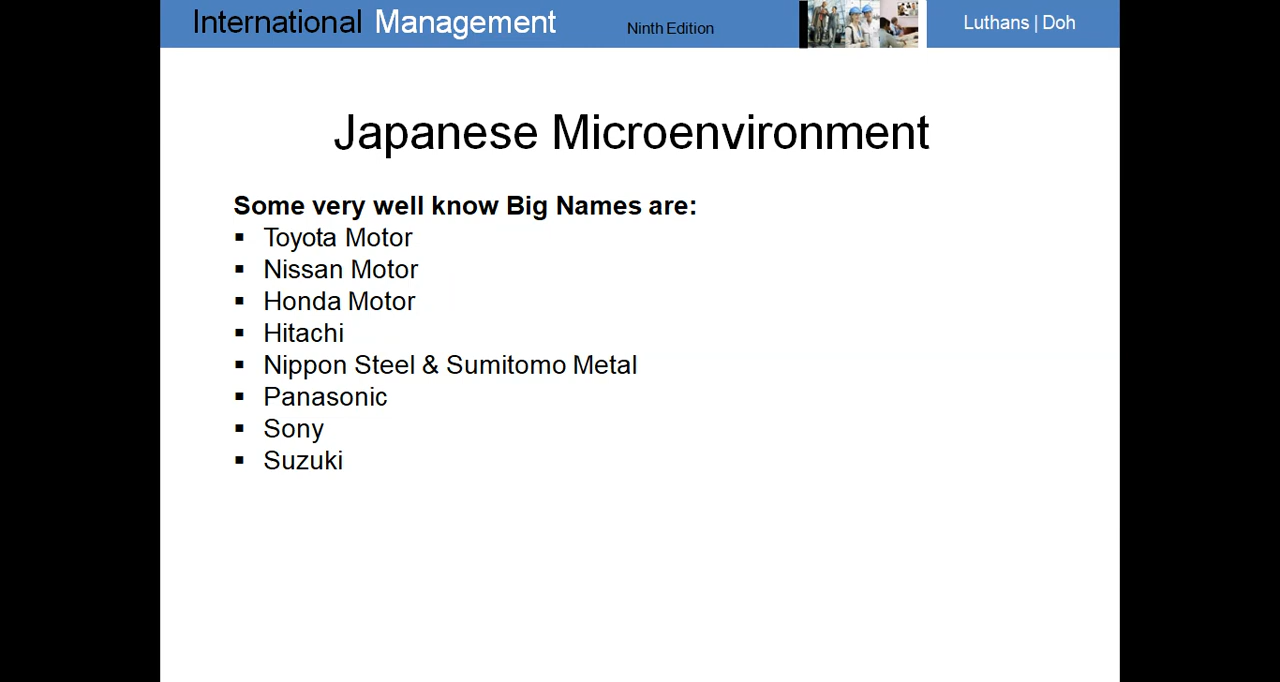 International Management Ninth Edition Luthans | Doh
Japanese Microenvironment
Some very well know Big Names are:
▪ Toyota Motor
▪ Nissan Motor
▪ Honda Motor
▪ Hitachi
▪ Nippon Steel & Sumitomo Metal
▪ Panasonic
▪ Sony
▪ Suzuki